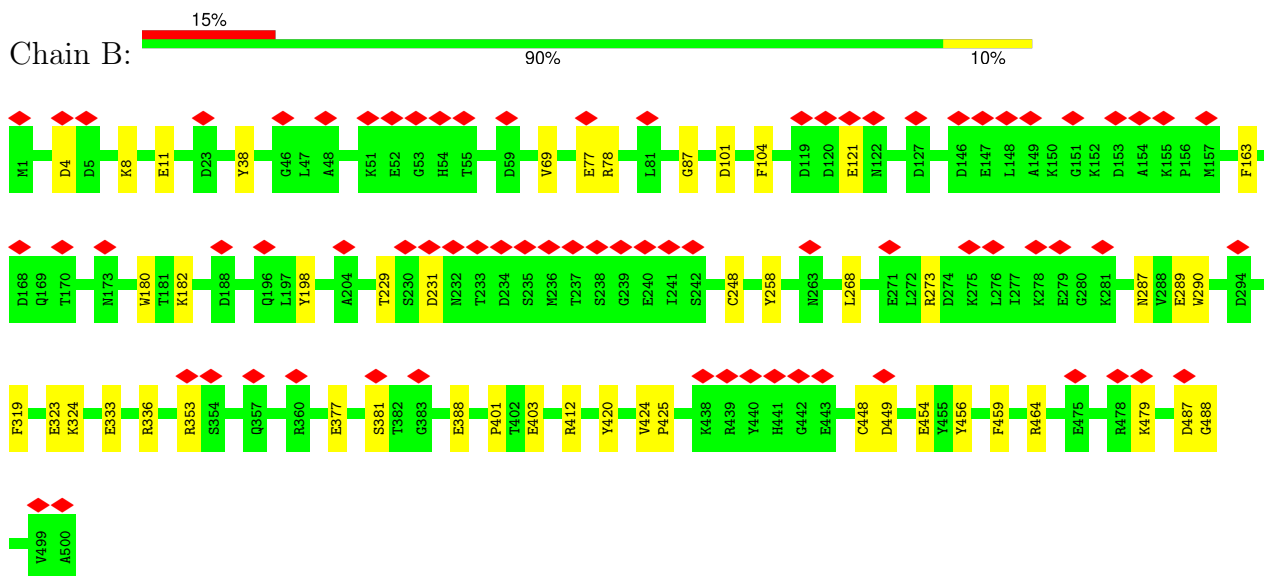 15%
Chain B:
90% 10%
M1 D4 D5 K8 E11 D23 Y38 G46 L47 A48 K51 E52 G53 H54 T55 D59 V69 E77 R78 L81 G87 D101 F104 D119 D120 E121 N122 D127 D146 E147 L148 A149 K150 G151 K152 D153 A154 K155 P156 M157 F163
D168 Q169 T170 N173 W180 T181 K182 D188 Q196 L197 Y198 A204 T229 S230 D231 N232 T233 D234 S235 M236 T237 S238 G239 E240 I241 S242 C248 Y258 N263 L268 E271 L272 R273 D274 K275 L276 I277 K278 E279 G280 K281 N287 V288 E289 W290 D294
F319 E323 K324 E333 R336 R353 S354 Q357 R360 E377 S381 T382 G383 E388 P401 T402 E403 R412 Y420 V424 P425 K438 R439 Y440 H441 G442 E443 C448 D449 E454 Y455 Y456 F459 R464 E475 R478 K479 D487 G488
V499 A500